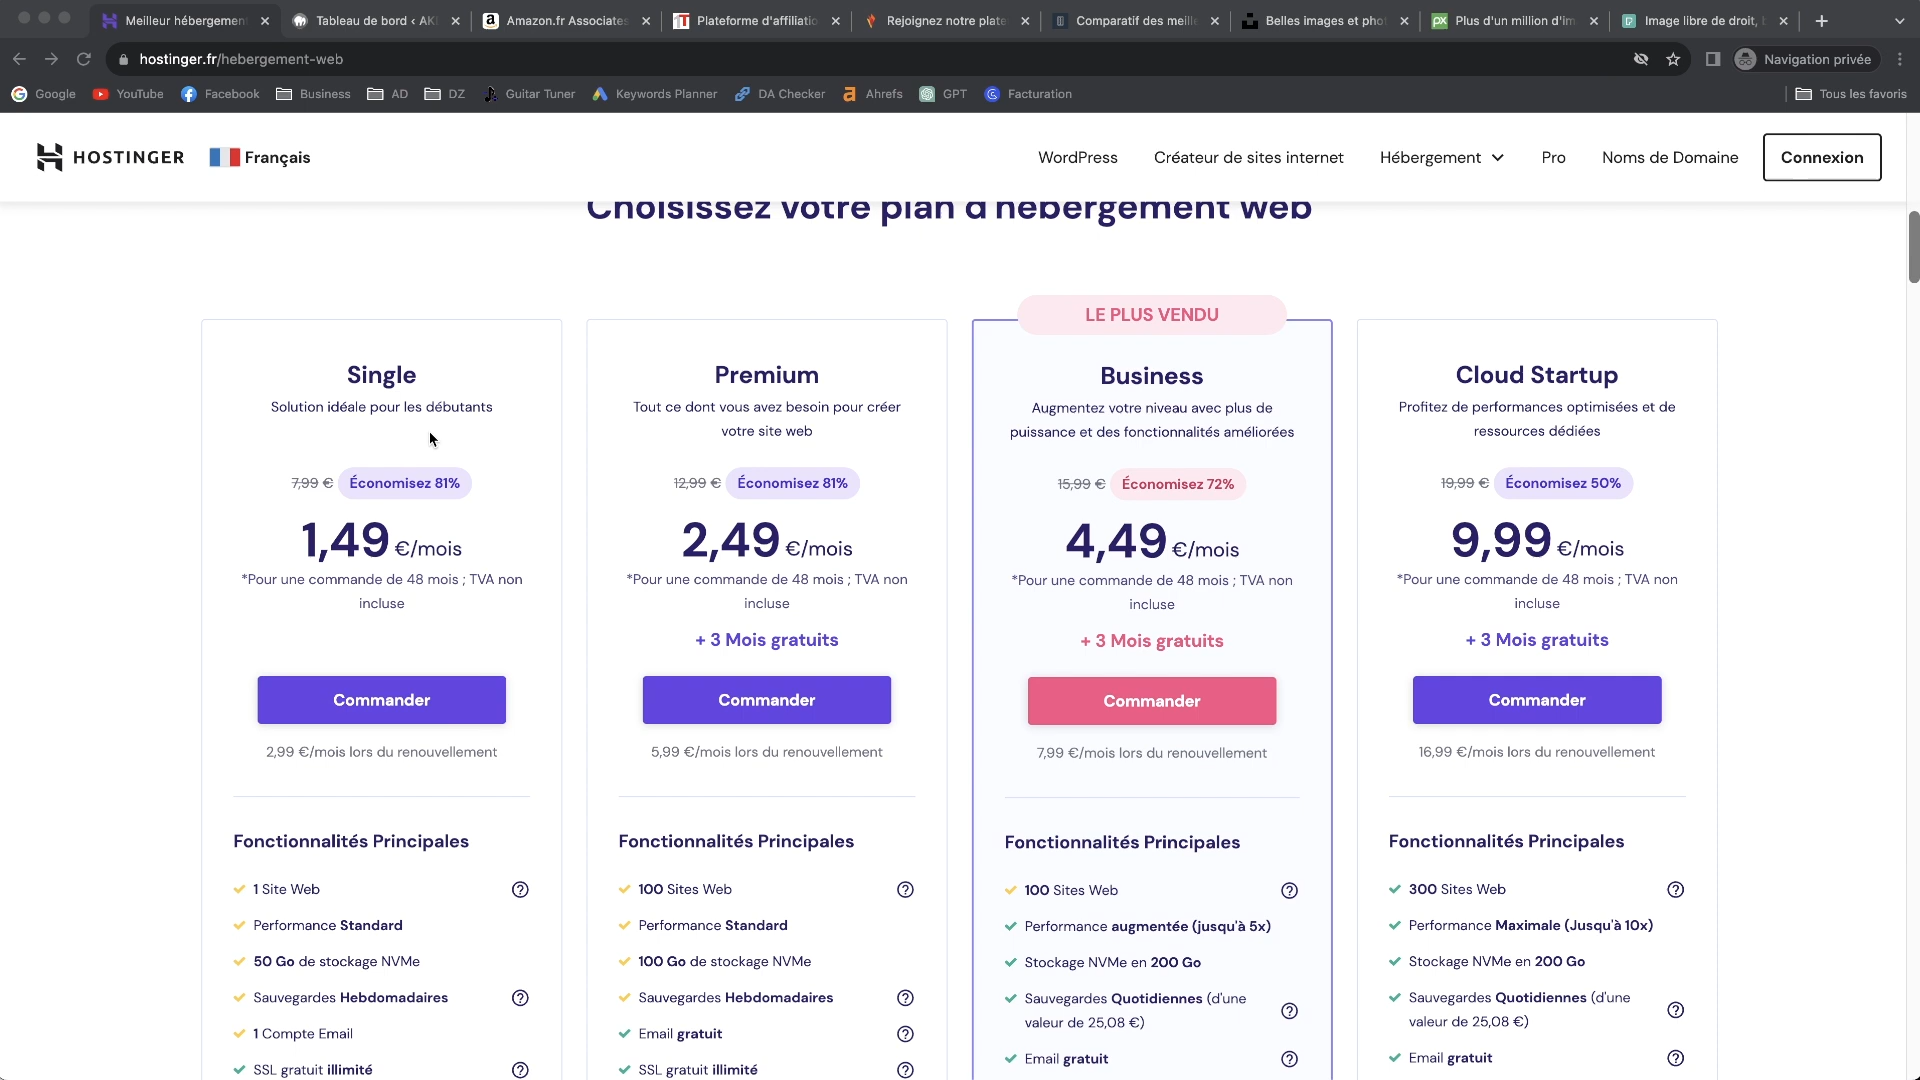 Meilleur hébergement
Tableau de bord ‹ AKL
Amazon.fr Associates
Plateforme d'affiliatio
Rejoignez notre plate
Comparatif des meille
Belles images et phot
Plus d'un million d'im
Image libre de droit, b
hostinger.fr/hebergement-web
Navigation privée
Google
YouTube
Facebook
Business
AD
DZ
Guitar Tuner
Keywords Planner
DA Checker
Ahrefs
GPT
Facturation
Tous les favoris
HOSTINGER
Français
WordPress
Créateur de sites internet
Hébergement
Pro
Noms de Domaine
Connexion
Choisissez votre plan d'hébergement web
Single
Solution idéale pour les débutants
7,99 € Économisez 81%
1,49 €/mois
*Pour une commande de 48 mois ; TVA non
incluse
Commander
2,99 €/mois lors du renouvellement
Fonctionnalités Principales
1 Site Web
Performance Standard
50 Go de stockage NVMe
Sauvegardes Hebdomadaires
1 Compte Email
SSL gratuit illimité
Premium
Tout ce dont vous avez besoin pour créer
votre site web
12,99 € Économisez 81%
2,49 €/mois
*Pour une commande de 48 mois ; TVA non
incluse
+ 3 Mois gratuits
Commander
5,99 €/mois lors du renouvellement
Fonctionnalités Principales
100 Sites Web
Performance Standard
100 Go de stockage NVMe
Sauvegardes Hebdomadaires
Email gratuit
SSL gratuit illimité
LE PLUS VENDU
Business
Augmentez votre niveau avec plus de
puissance et des fonctionnalités améliorées
15,99 € Économisez 72%
4,49 €/mois
*Pour une commande de 48 mois ; TVA non
incluse
+ 3 Mois gratuits
Commander
7,99 €/mois lors du renouvellement
Fonctionnalités Principales
100 Sites Web
Performance augmentée (jusqu'à 5x)
Stockage NVMe en 200 Go
Sauvegardes Quotidiennes (d'une
valeur de 25,08 €)
Email gratuit
Cloud Startup
Profitez de performances optimisées et de
ressources dédiées
19,99 € Économisez 50%
9,99 €/mois
*Pour une commande de 48 mois ; TVA non
incluse
+ 3 Mois gratuits
Commander
16,99 €/mois lors du renouvellement
Fonctionnalités Principales
300 Sites Web
Performance Maximale (Jusqu'à 10x)
Stockage NVMe en 200 Go
Sauvegardes Quotidiennes (d'une
valeur de 25,08 €)
Email gratuit